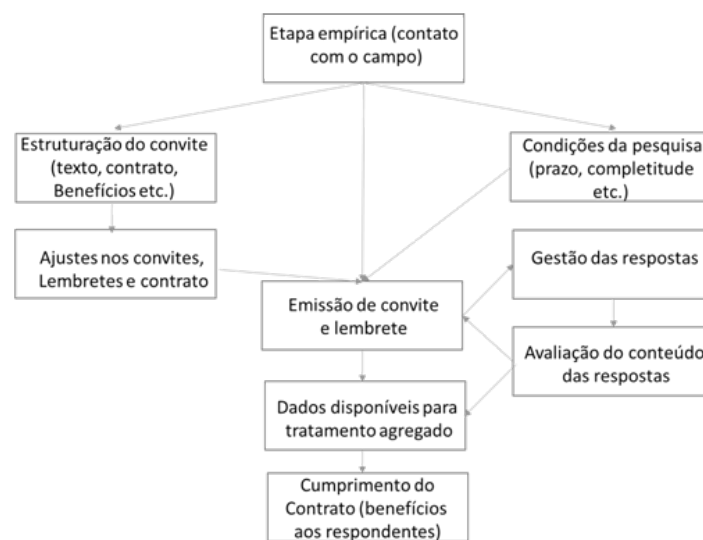 Etapa empírica (contato
com o campo)
Estruturação do convite
(texto, contrato,
Benefícios etc.)
Condições da pesquisa
(prazo, completitude
etc.)
Ajustes nos convites,
Lembretes e contrato
Gestão das respostas
Emissão de convite
e lembrete
Avaliação do conteúdo
das respostas
Dados disponíveis para
tratamento agregado
Cumprimento do
Contrato (benefícios
aos respondentes)